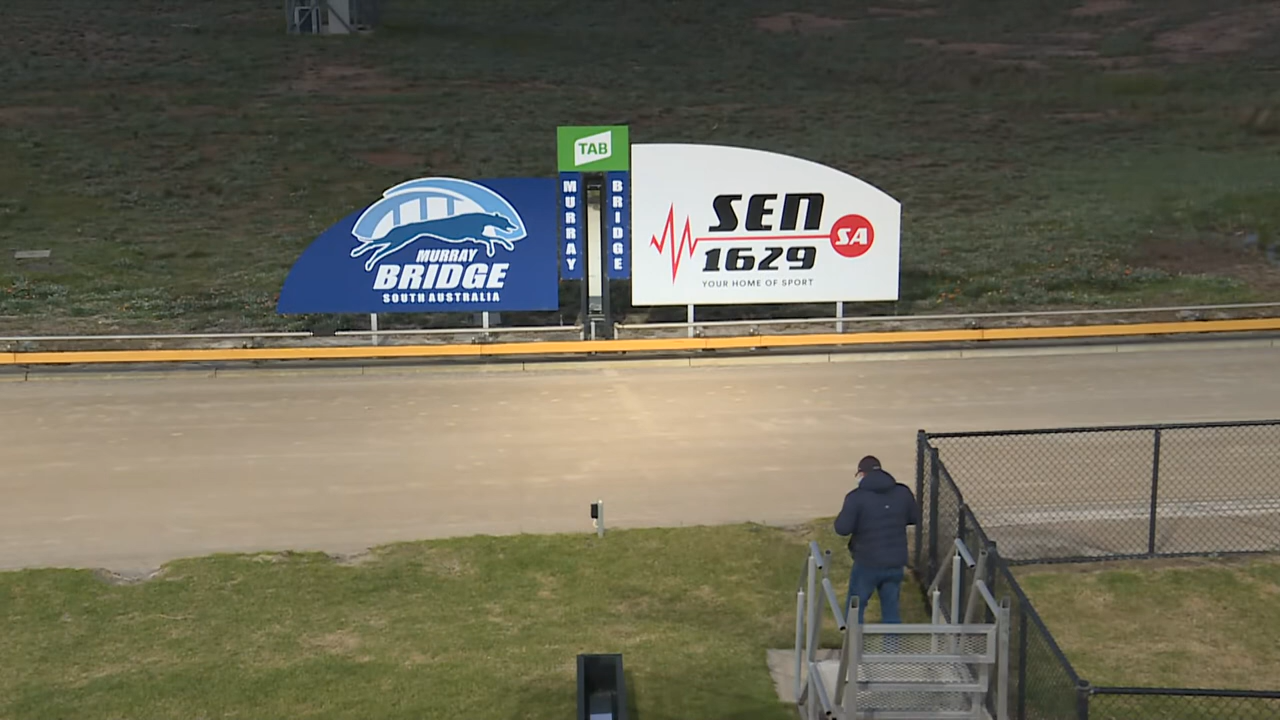 TAB
MURRAY
BRIDGE
MURRAY
BRIDGE
SOUTH AUSTRALIA
SEN
SA
1629
YOUR HOME OF SPORT